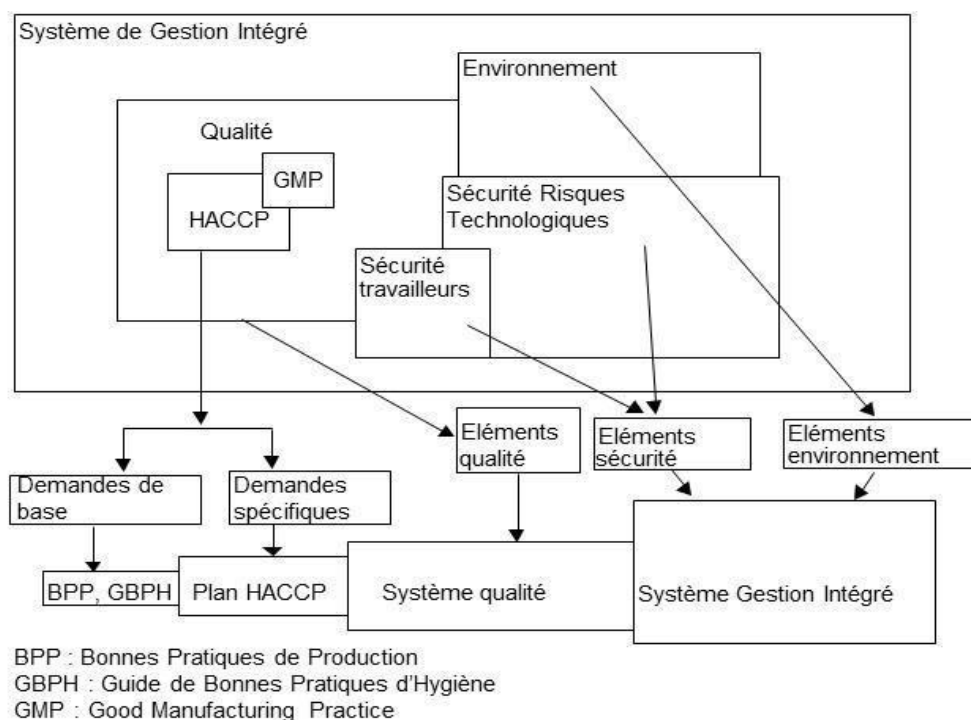 Système de Gestion Intégré
Environnement
Qualité
GMP
HACCP
Sécurité Risques
Technologiques
Sécurité
travailleurs
Eléments
qualité
Eléments
sécurité
Eléments
environnement
Demandes de
base
Demandes
spécifiques
BPP, GBPH
Plan HACCP
Système qualité
Système Gestion Intégré
BPP : Bonnes Pratiques de Production
GBPH : Guide de Bonnes Pratiques d'Hygiène
GMP : Good Manufacturing Practice